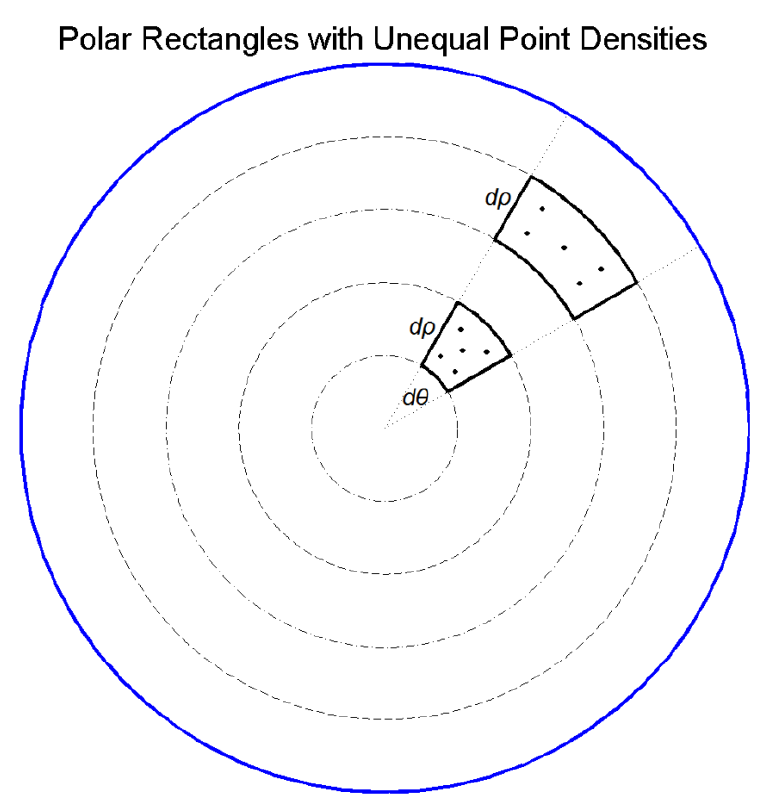 Polar Rectangles with Unequal Point Densities
dρ
dρ
dθ